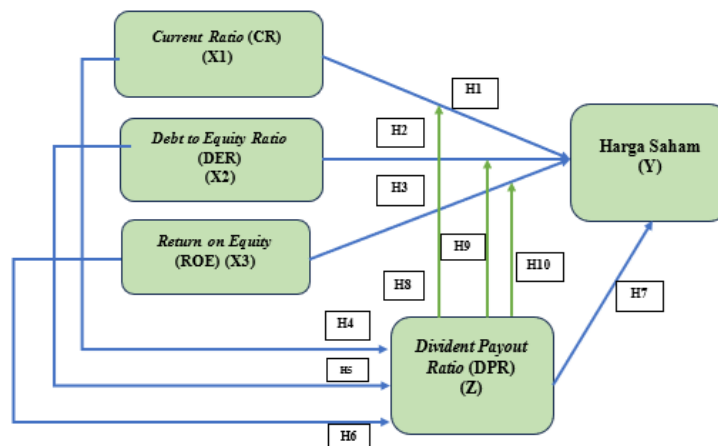 Current Ratio (CR)
(X1)
H1
H2
Debt to Equity Ratio
(DER)
(X2)
Harga Saham
(Y)
H3
Return on Equity
(ROE) (X3)
H9
H10
H8
H7
H4
Divident Payout
Ratio (DPR)
(Z)
H5
H6